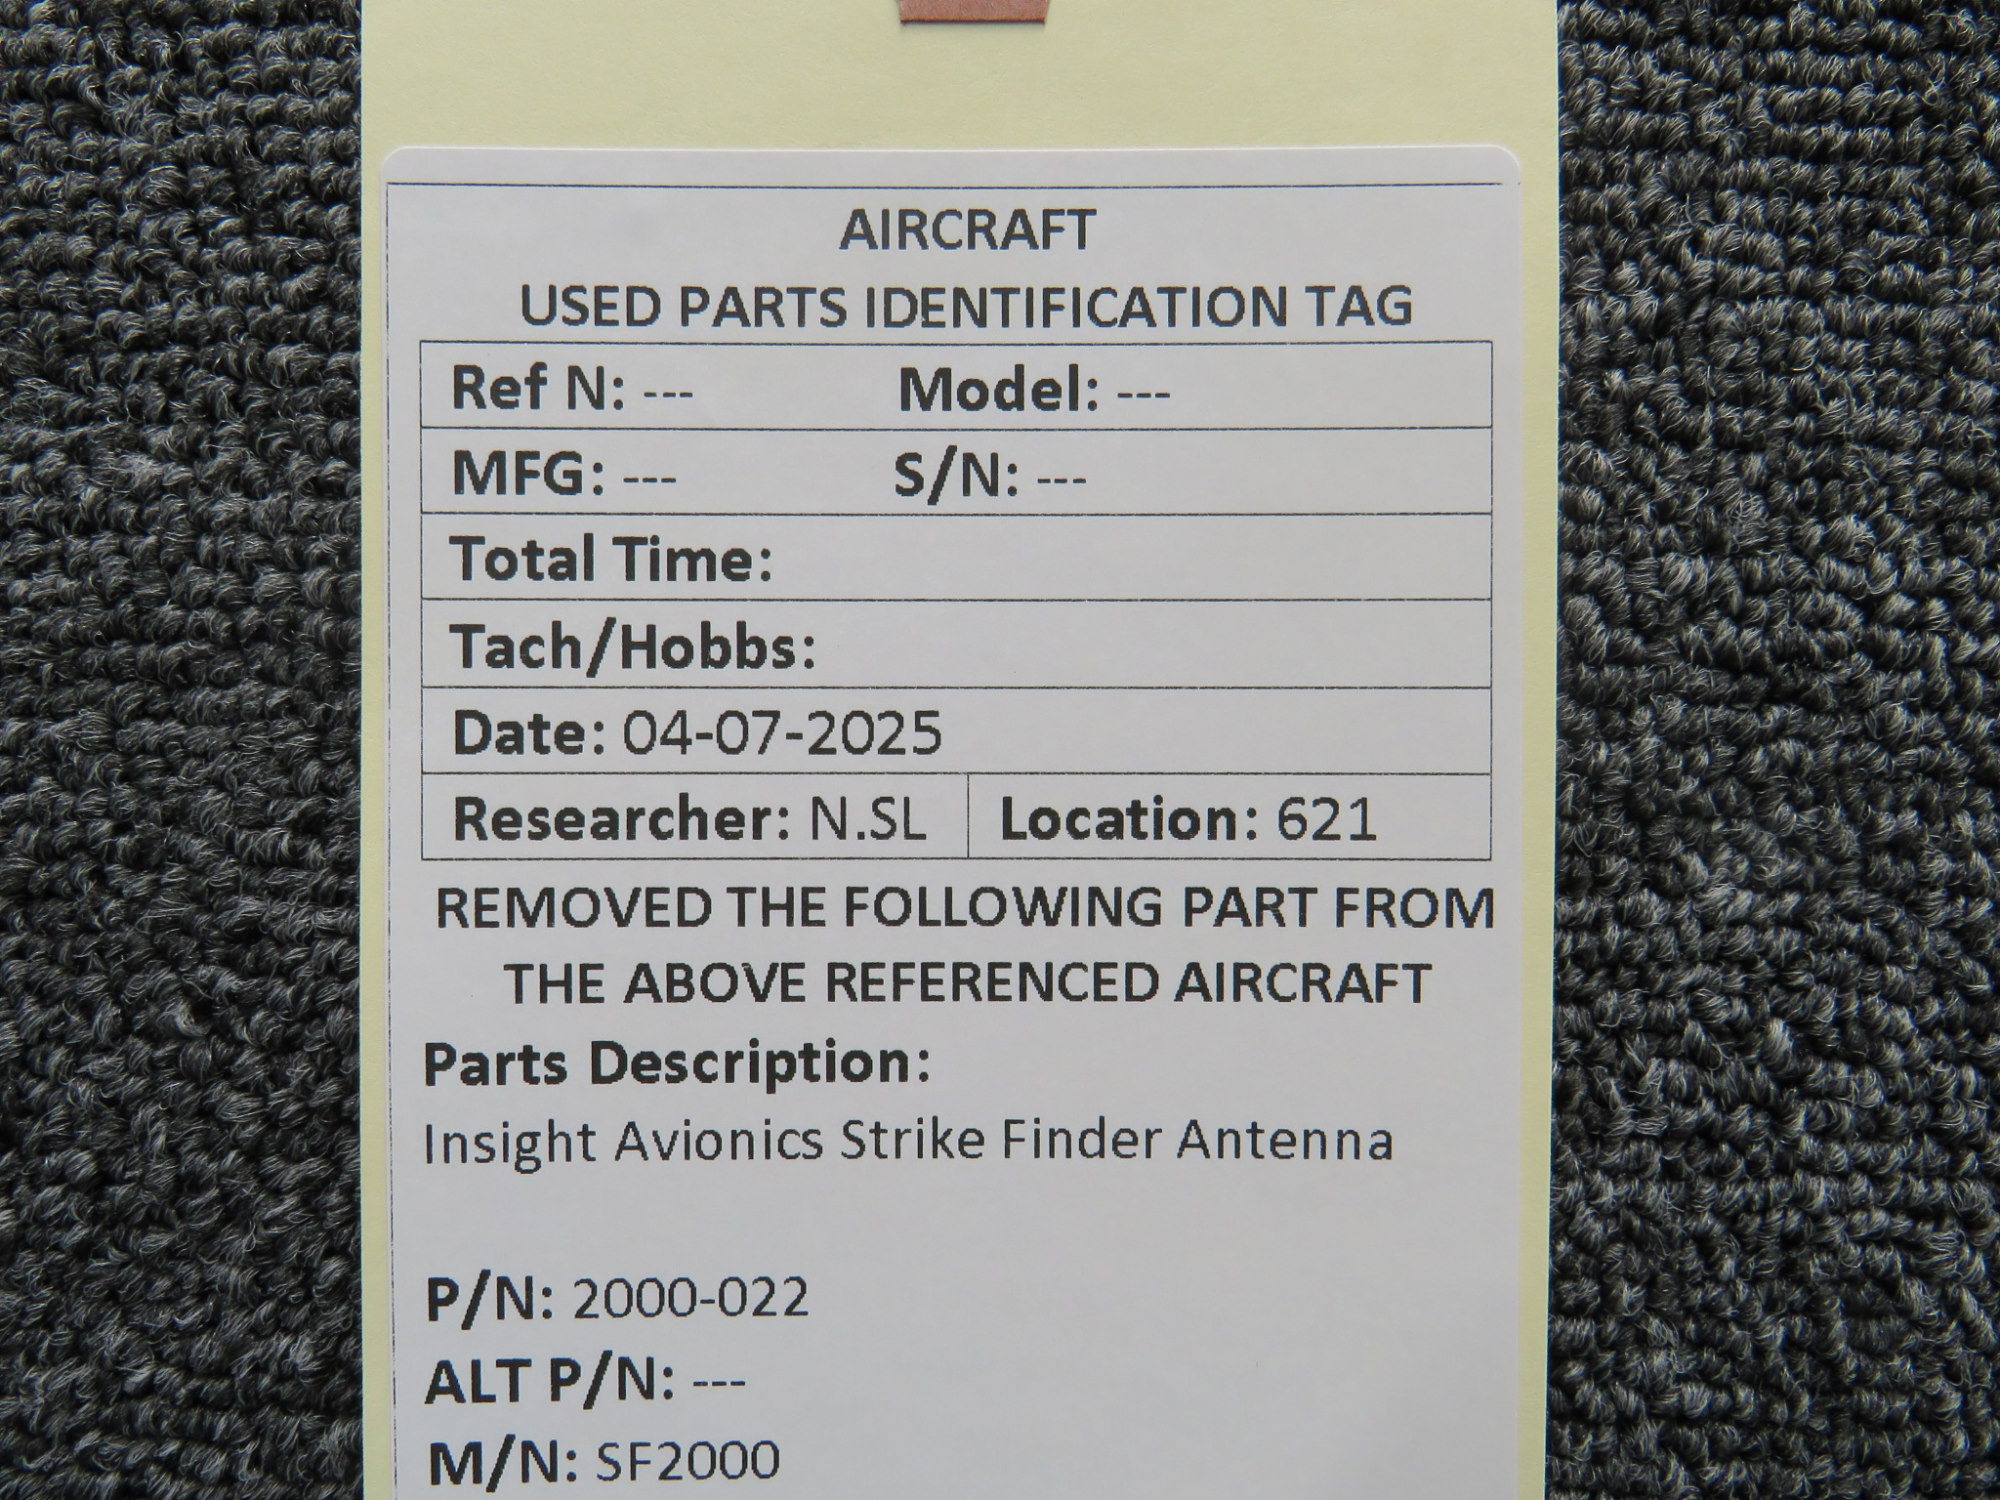 AIRCRAFT
USED PARTS IDENTIFICATION TAG
Ref N: --- Model: ---
MFG: --- S/N: ---
Total Time:
Tach/Hobbs:
Date: 04-07-2025
Researcher: N.SL Location: 621
REMOVED THE FOLLOWING PART FROM
THE ABOVE REFERENCED AIRCRAFT
Parts Description:
Insight Avionics Strike Finder Antenna
P/N: 2000-022
ALT P/N: ---
M/N: SF2000